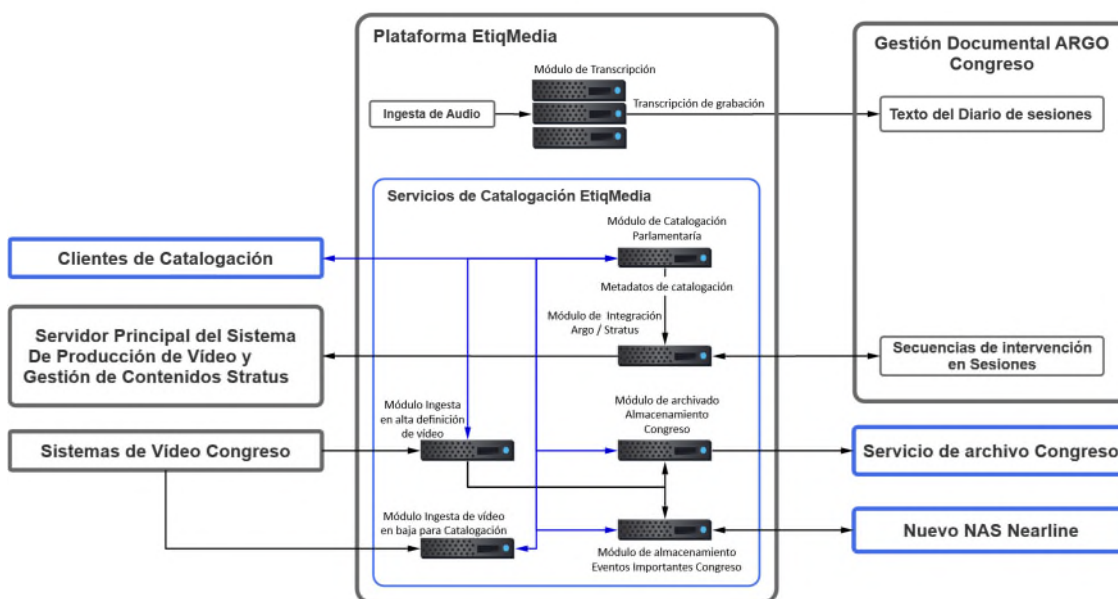 Plataforma EtiqMedia
Gestión Documental ARGO
Congreso
Módulo de Transcripción
Ingesta de Audio
Transcripción de grabación
Texto del Diario de sesiones
Servicios de Catalogación EtiqMedia
Módulo de Catalogación
Parlamentaría
Clientes de Catalogación
Metadatos de catalogación
Módulo de Integración
Argo / Stratus
Servidor Principal del Sistema
De Producción de Vídeo y
Gestión de Contenidos Stratus
Secuencias de intervención
en Sesiones
Módulo Ingesta
en alta definición
de vídeo
Módulo de archivado
Almacenamiento
Congreso
Sistemas de Vídeo Congreso
Servicio de archivo Congreso
Módulo Ingesta de vídeo
en baja para Catalogación
Módulo de almacenamiento
Eventos Importantes Congreso
Nuevo NAS Nearline